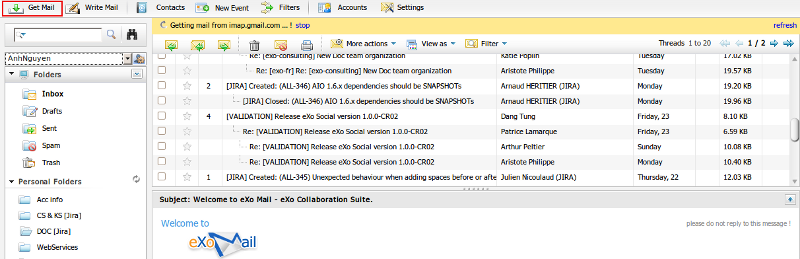 Get Mail Write Mail Contacts New Event Filters Accounts Settings
Getting mail from imap.gmail.com ... ! stop refresh
More actions View as Filter Threads 1 to 20 1 / 2
AnhNguyen
Folders
Inbox
Drafts
Sent
Spam
Trash
Personal Folders
Acc info
CS & KS [Jira]
DOC [Jira]
WebServices
Re: [exo-consulting] New Doc team organization Katie Poplin Tuesday 17.02 KB
Re: [exo-fr] Re: [exo-consulting] New Doc team organization Aristote Philippe Tuesday 19.57 KB
2 [JIRA] Created: (ALL-346) AIO 1.6.x dependencies should be SNAPSHOTs Arnaud HERITIER (JIRA) Monday 19.20 KB
[JIRA] Closed: (ALL-346) AIO 1.6.x dependencies should be SNAPSHOTs Arnaud HERITIER (JIRA) Monday 19.96 KB
4 [VALIDATION] Release eXo Social version 1.0.0-CR02 Dang Tung Friday, 23 8.10 KB
Re: [VALIDATION] Release eXo Social version 1.0.0-CR02 Patrice Lamarque Friday, 23 6.59 KB
Re: [VALIDATION] Release eXo Social version 1.0.0-CR02 Arthur Peltier Sunday 10.08 KB
Re: [VALIDATION] Release eXo Social version 1.0.0-CR02 Aristote Philippe Monday 10.40 KB
1 [JIRA] Created: (ALL-345) Unexpected behaviour when adding spaces before or afte Julien Nicoulaud (JIRA) Thursday, 22 12.03 KB
Subject: Welcome to eXo Mail - eXo Collaboration Suite.
Welcome to please do not reply to this message !
eXo Mail